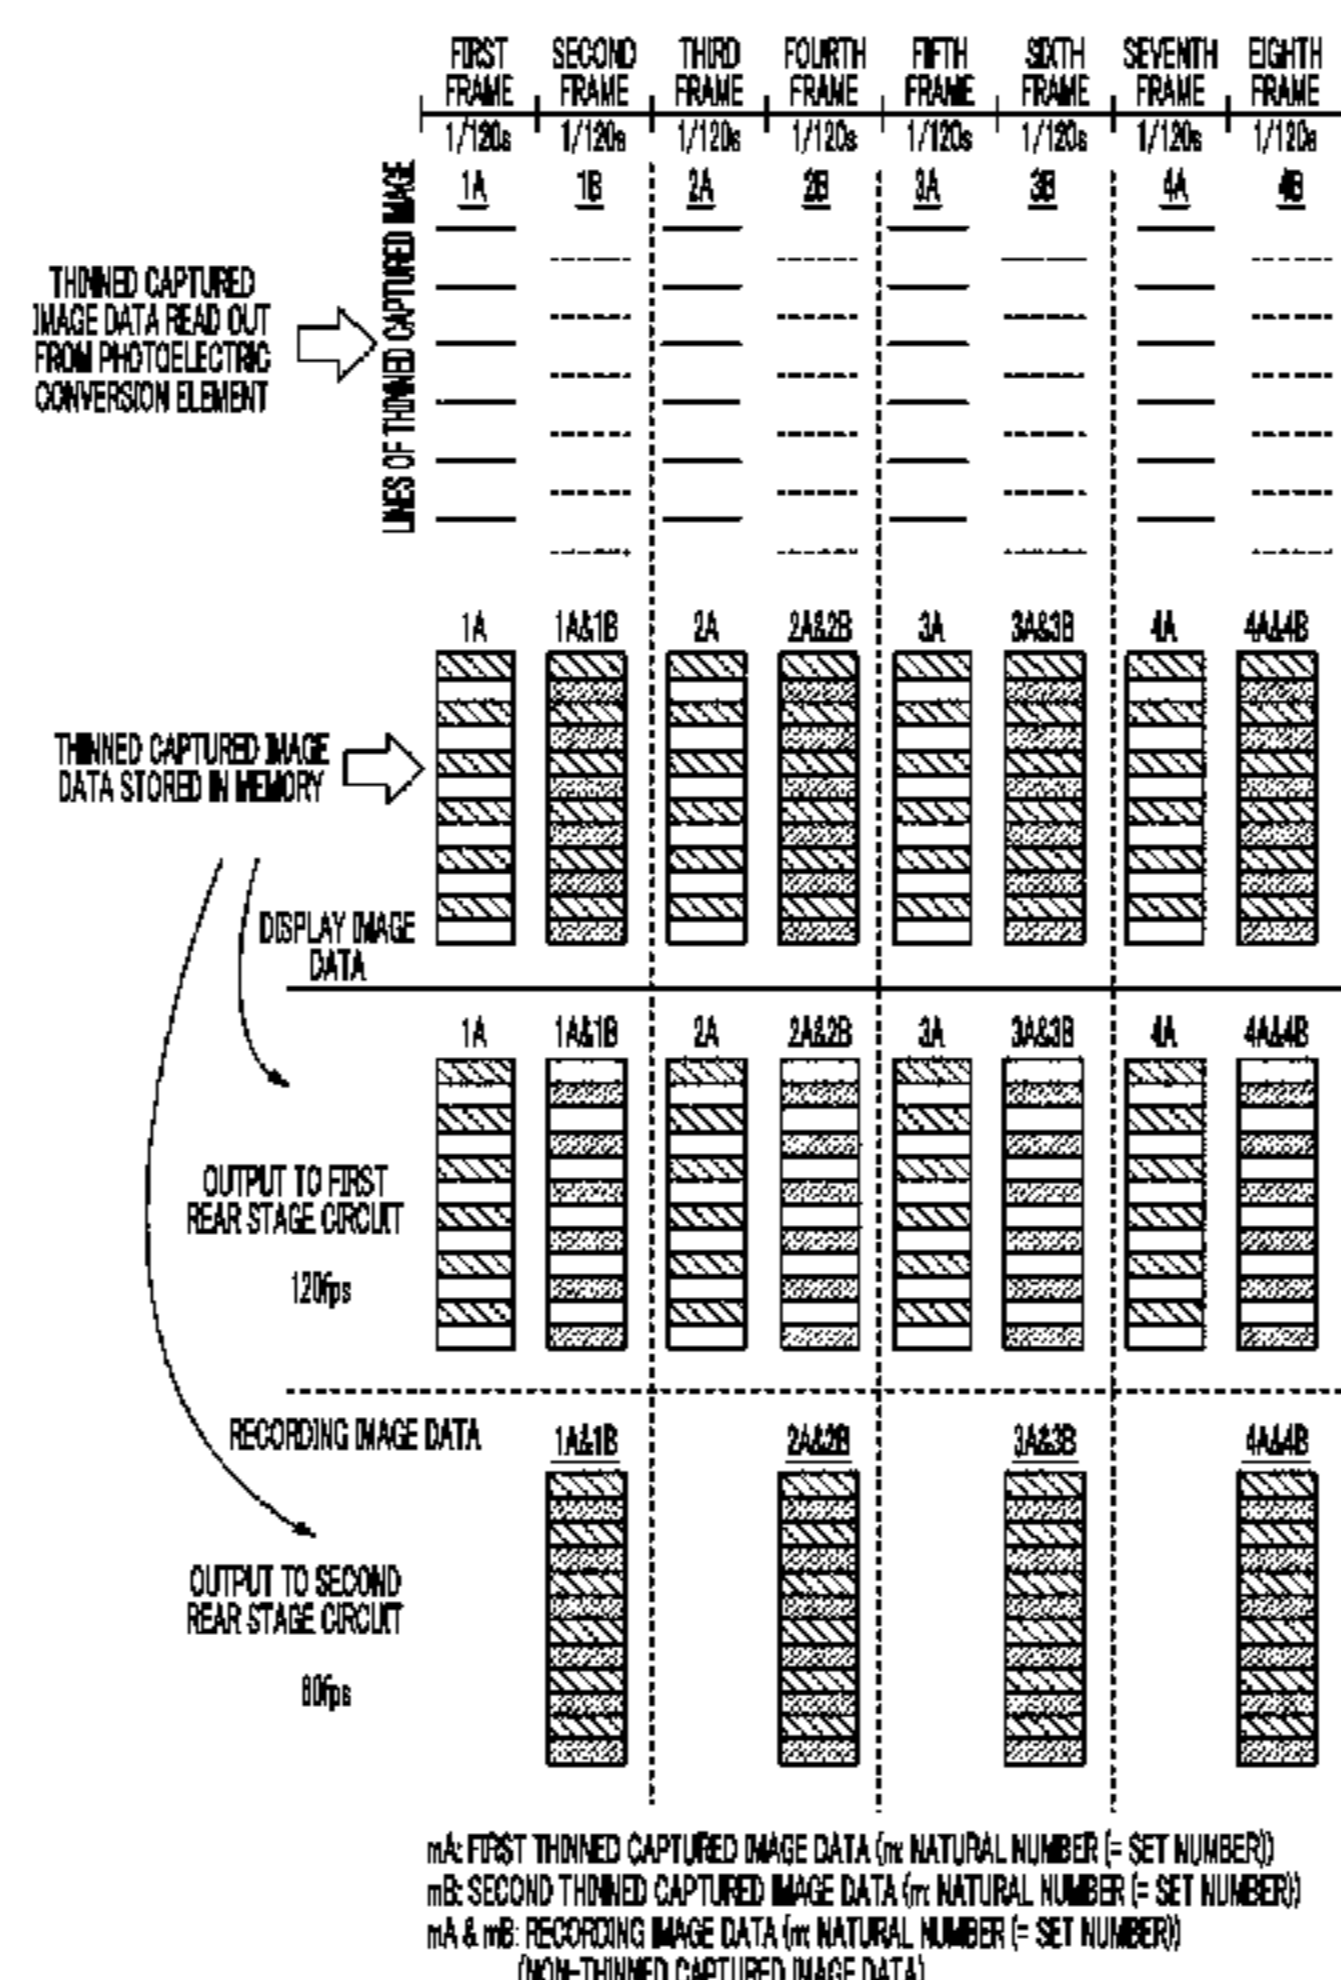 FIRST FRAME SECOND FRAME THIRD FRAME FOURTH FRAME FIFTH FRAME SIXTH FRAME SEVENTH FRAME EIGHTH FRAME
1/120s 1/120s 1/120s 1/120s 1/120s 1/120s 1/120s 1/120s
1A 1B 2A 2B 3A 3B 4A 4B
LINES OF THINNED CAPTURED IMAGE
THINNED CAPTURED
IMAGE DATA READ OUT
FROM PHOTOELECTRIC
CONVERSION ELEMENT
1A 1A&1B 2A 2A&2B 3A 3A&3B 4A 4A&4B
THINNED CAPTURED IMAGE
DATA STORED IN MEMORY
DISPLAY IMAGE
DATA
1A 1A&1B 2A 2A&2B 3A 3A&3B 4A 4A&4B
OUTPUT TO FIRST
REAR STAGE CIRCUIT
120fps
RECORDING IMAGE DATA
1A&1B 2A&2B 3A&3B 4A&4B
OUTPUT TO SECOND
REAR STAGE CIRCUIT
60fps
mA: FIRST THINNED CAPTURED IMAGE DATA (m: NATURAL NUMBER (= SET NUMBER))
mB: SECOND THINNED CAPTURED IMAGE DATA (m: NATURAL NUMBER (= SET NUMBER))
mA & mB: RECORDING IMAGE DATA (m: NATURAL NUMBER (= SET NUMBER))
(NON-THINNED CAPTURED IMAGE DATA)